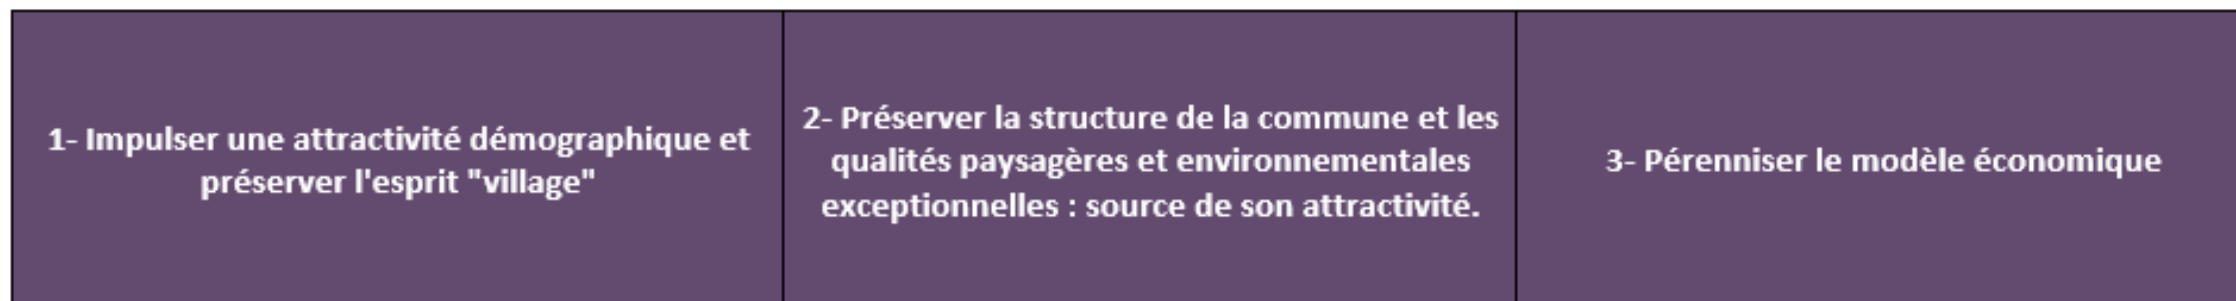 1- Impulser une attractivité démographique et
préserver l'esprit "village"
2- Préserver la structure de la commune et les
qualités paysagères et environnementales
exceptionnelles : source de son attractivité.
3- Pérenniser le modèle économique